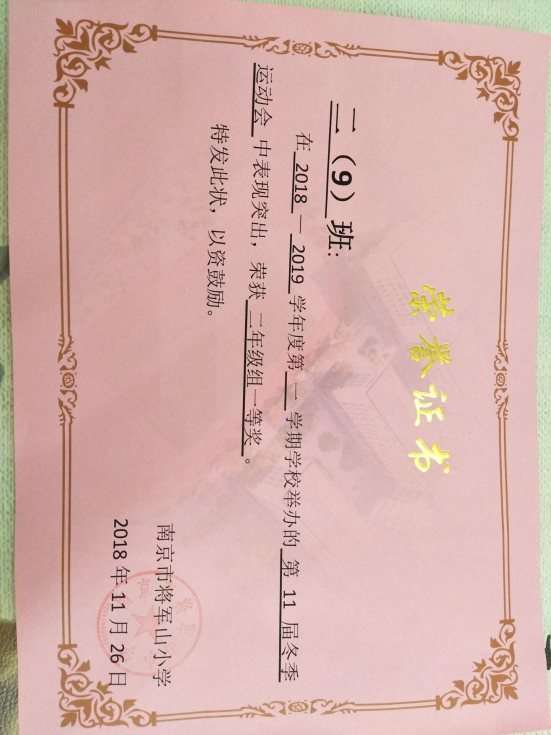 荣誉证书
二（9）班:
在 2018 — 2019 学年度第 一 学期学校举办的 第 11 届冬季
运动会 中表现突出，荣获 二年级组一等奖 。
特发此状，以资鼓励。
南京市将军山小学
2018 年 11 月 26 日